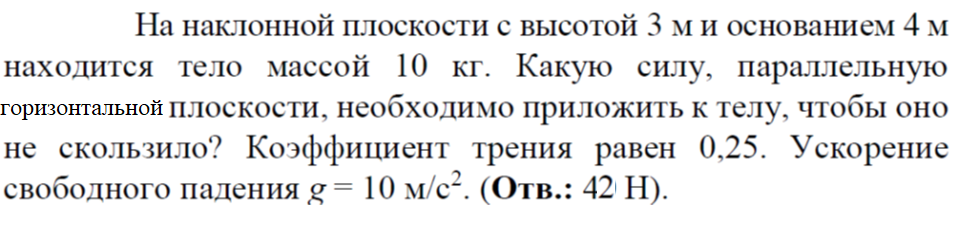 На наклонной плоскости с высотой 3 м и основанием 4 м
находится тело массой 10 кг. Какую силу, параллельную
горизонтальной плоскости, необходимо приложить к телу, чтобы оно
не скользило? Коэффициент трения равен 0,25. Ускорение
свободного падения g = 10 м/с². (Отв.: 42 Н).